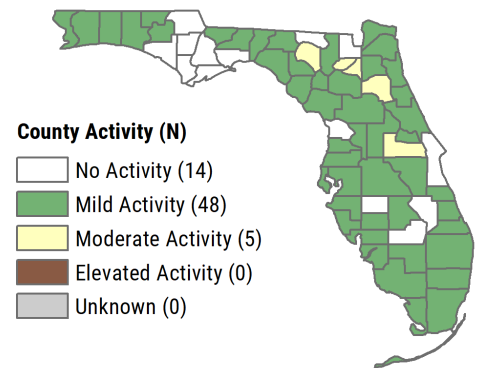 County Activity (N)
No Activity (14)
Mild Activity (48)
Moderate Activity (5)
Elevated Activity (0)
Unknown (0)